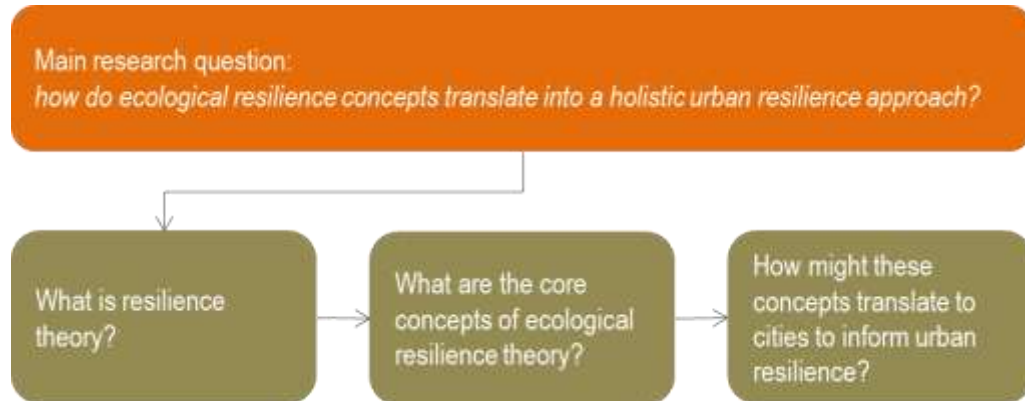 Main research question:
how do ecological resilience concepts translate into a holistic urban resilience approach?
What is resilience
theory?
What are the core
concepts of ecological
resilience theory?
How might these
concepts translate to
cities to inform urban
resilience?